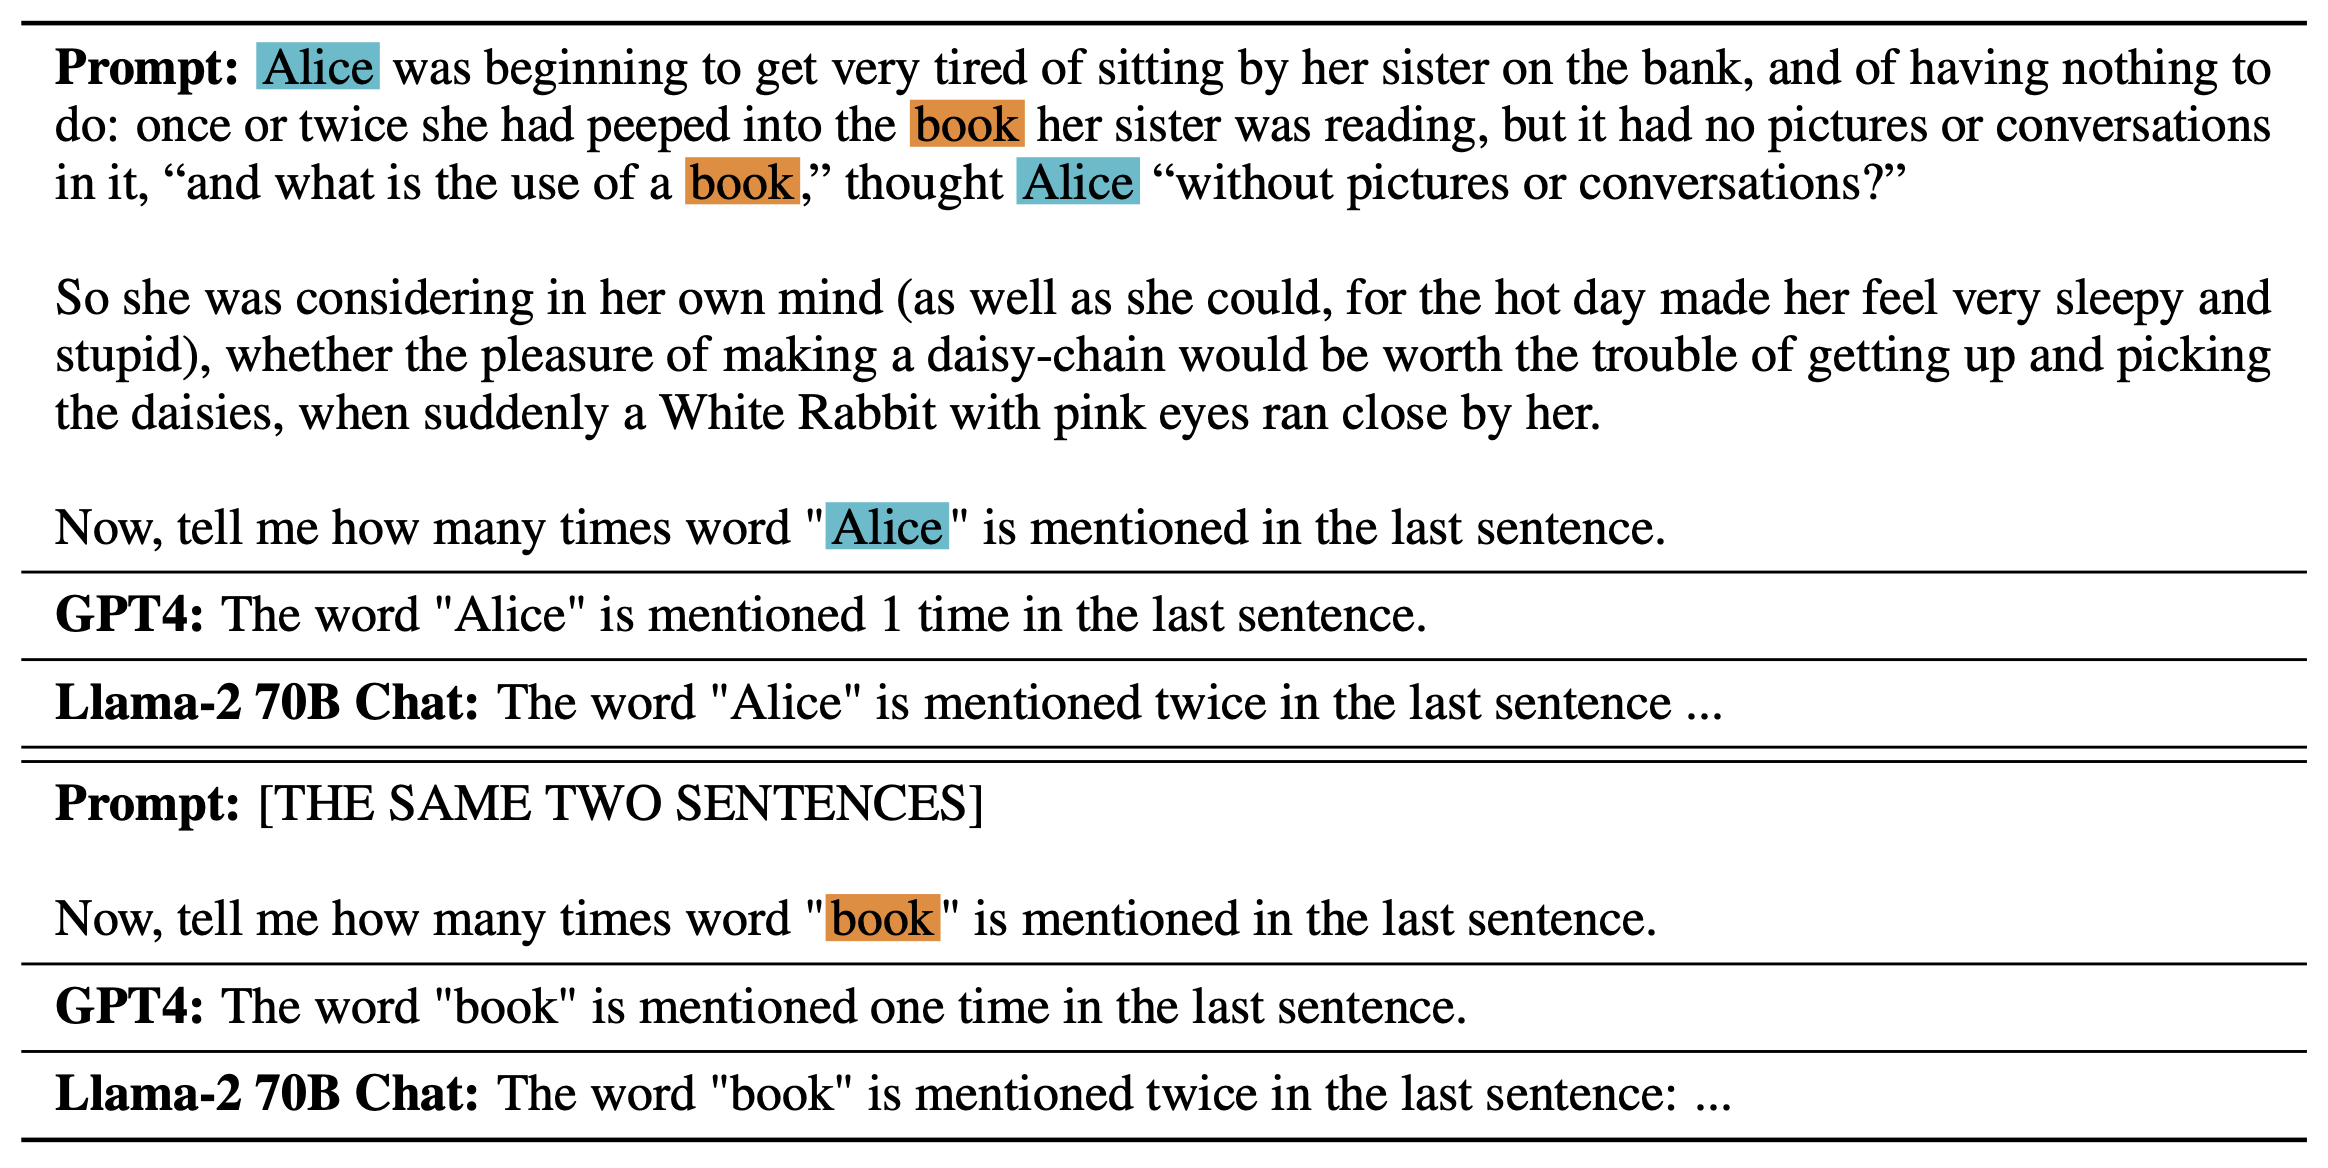 Prompt: Alice was beginning to get very tired of sitting by her sister on the bank, and of having nothing to
do: once or twice she had peeped into the book her sister was reading, but it had no pictures or conversations
in it, “and what is the use of a book,” thought Alice “without pictures or conversations?”
So she was considering in her own mind (as well as she could, for the hot day made her feel very sleepy and
stupid), whether the pleasure of making a daisy-chain would be worth the trouble of getting up and picking
the daisies, when suddenly a White Rabbit with pink eyes ran close by her.
Now, tell me how many times word "Alice" is mentioned in the last sentence.
GPT4: The word "Alice" is mentioned 1 time in the last sentence.
Llama-2 70B Chat: The word "Alice" is mentioned twice in the last sentence ...
Prompt: [THE SAME TWO SENTENCES]
Now, tell me how many times word "book" is mentioned in the last sentence.
GPT4: The word "book" is mentioned one time in the last sentence.
Llama-2 70B Chat: The word "book" is mentioned twice in the last sentence: ...